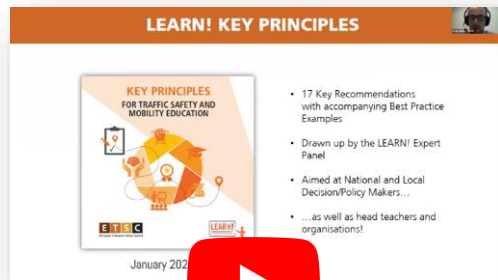 LEARN! KEY PRINCIPLES
KEY PRINCIPLES
FOR TRAFFIC SAFETY AND
MOBILITY EDUCATION
ETSC
LEARN!
• 17 Key Recommendations
with accompanying Best Practice
Examples
• Drawn up by the LEARN! Expert
Panel
• Aimed at National and Local
Decision/Policy Makers…
• …as well as head teachers and
organisations!
January 202